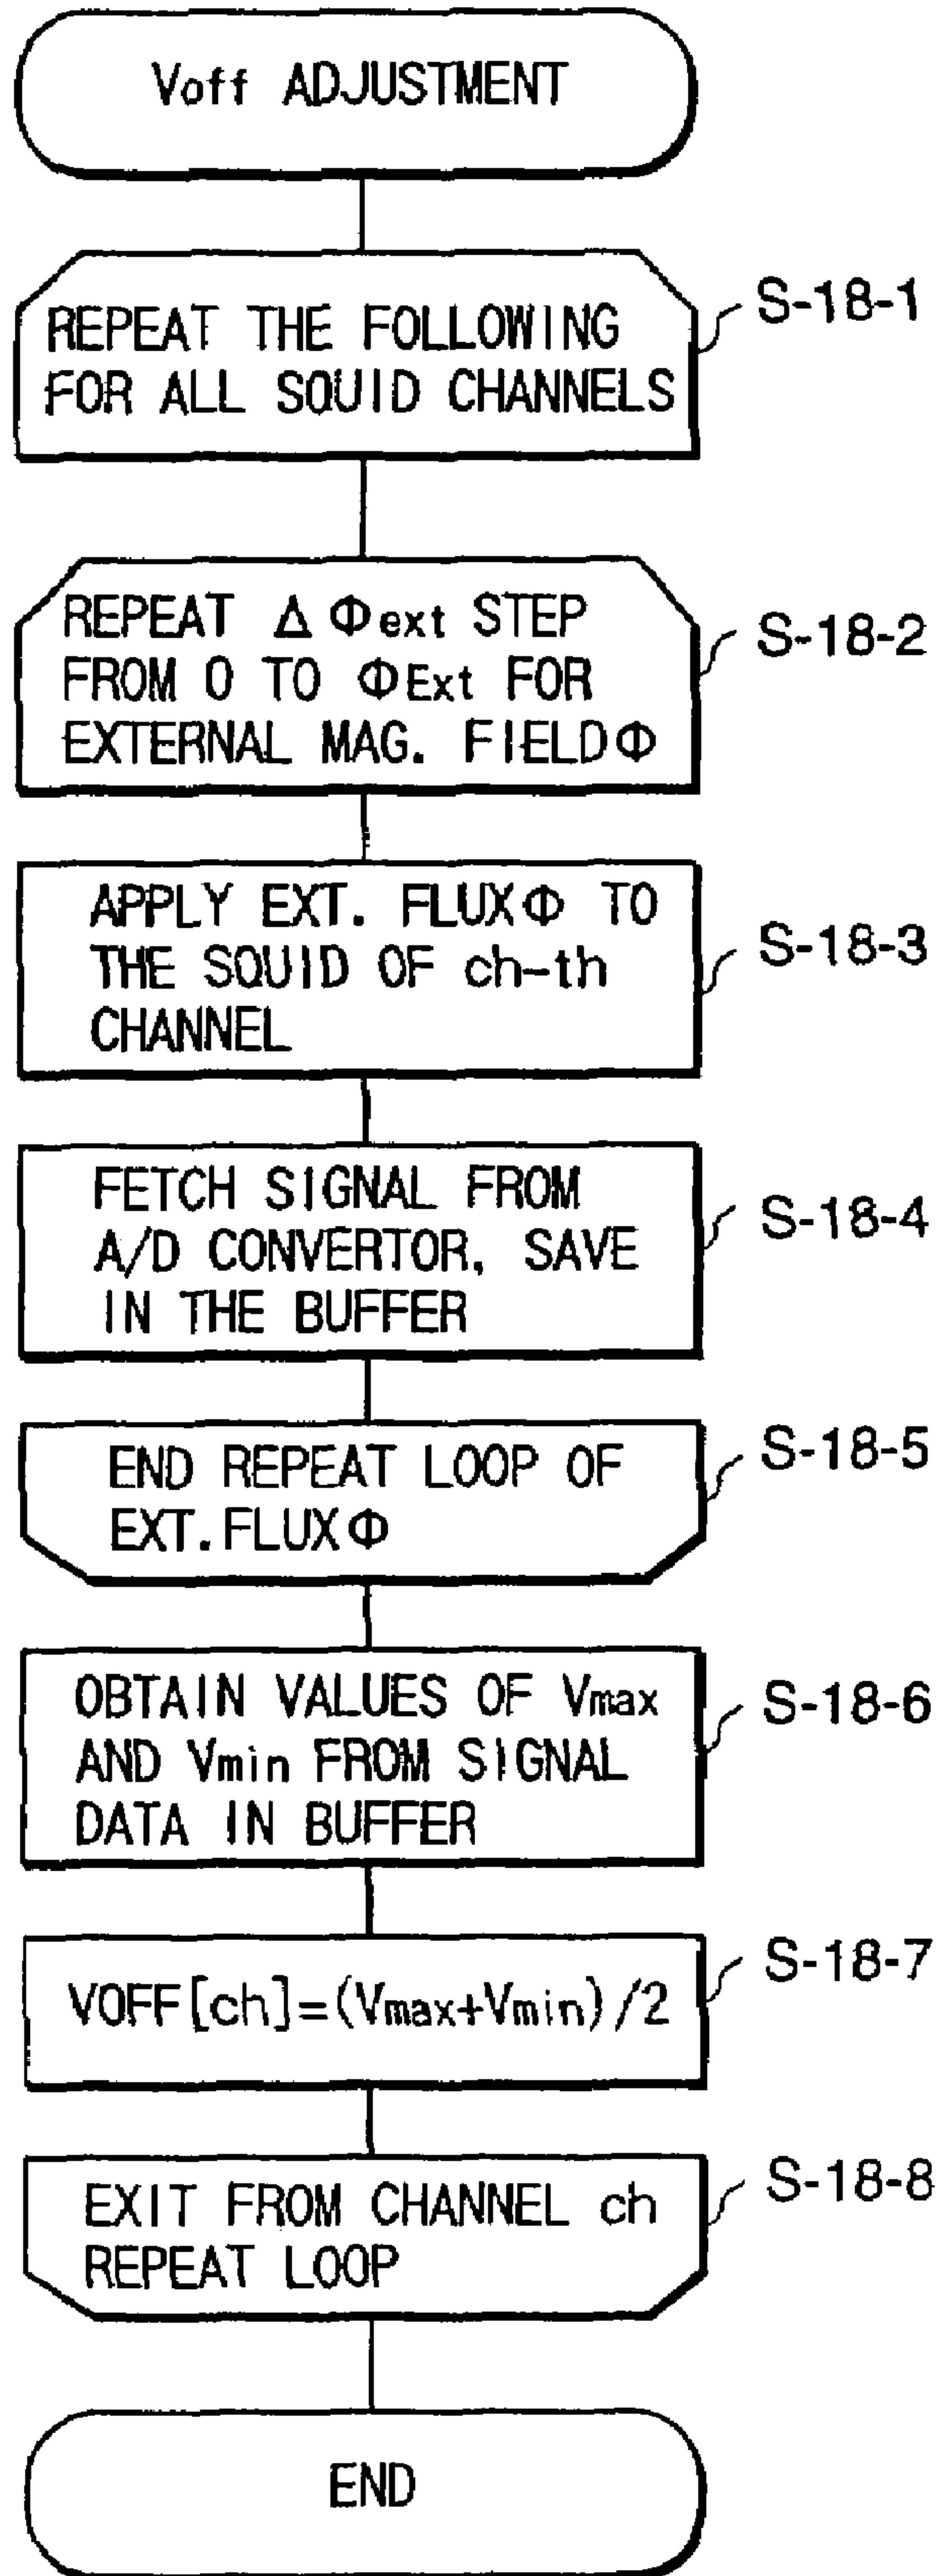 Voff ADJUSTMENT
REPEAT THE FOLLOWING
FOR ALL SQUID CHANNELS
S-18-1
REPEAT Δ Φext STEP
FROM 0 TO ΦExt FOR
EXTERNAL MAG. FIELDΦ
S-18-2
APPLY EXT. FLUXΦ TO
THE SQUID OF ch-th
CHANNEL
S-18-3
FETCH SIGNAL FROM
A/D CONVERTOR, SAVE
IN THE BUFFER
S-18-4
END REPEAT LOOP OF
EXT.FLUXΦ
S-18-5
OBTAIN VALUES OF Vmax
AND Vmin FROM SIGNAL
DATA IN BUFFER
S-18-6
VOFF[ch]=(Vmax+Vmin)/2
S-18-7
EXIT FROM CHANNEL ch
REPEAT LOOP
S-18-8
END